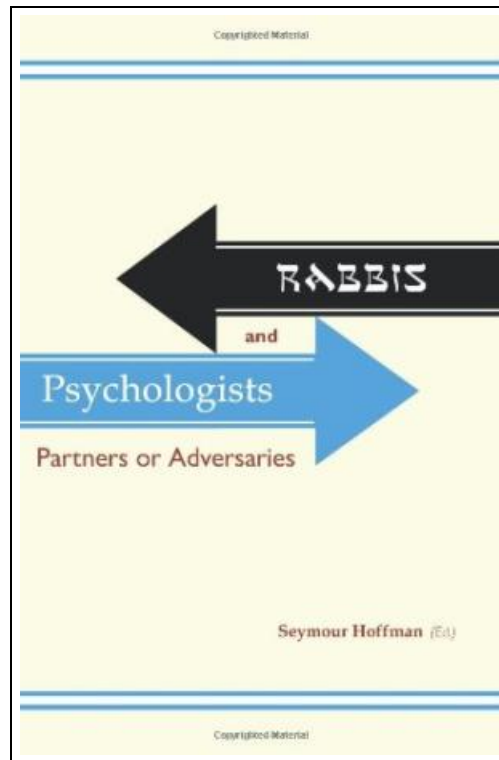 Copyrighted Material
RABBIS
and
Psychologists
Partners or Adversaries
Seymour Hoffman (Ed.)
Copyrighted Material